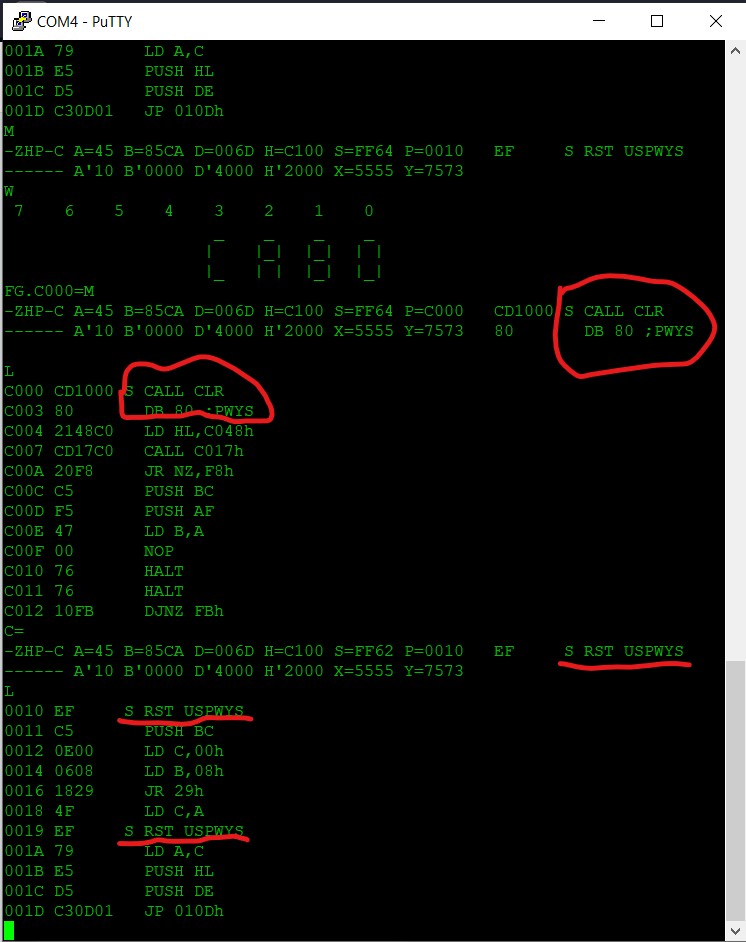 COM4 - PuTTY
001A 79       LD A,C
001B E5       PUSH HL
001C D5       PUSH DE
001D C30D01   JP 010Dh
M
-ZHP-C A=45 B=85CA D=006D H=C100 S=FF64 P=0010   EF     S RST USPWYS
------ A'10 B'0000 D'4000 H'2000 X=5555 Y=7573
W
 7    6    5    4    3    2    1    0
CAB0
FG.C000=M
-ZHP-C A=45 B=85CA D=006D H=C100 S=FF64 P=C000   CD1000 S CALL CLR
------ A'10 B'0000 D'4000 H'2000 X=5555 Y=7573   80       DB 80 ;PWYS
L
C000 CD1000 S CALL CLR
C003 80       DB 80 ;PWYS
C004 2148C0   LD HL,C048h
C007 CD17C0   CALL C017h
C00A 20F8     JR NZ,F8h
C00C C5       PUSH BC
C00D F5       PUSH AF
C00E 47       LD B,A
C00F 00       NOP
C010 76       HALT
C011 76       HALT
C012 10FB     DJNZ FBh
C=
-ZHP-C A=45 B=85CA D=006D H=C100 S=FF62 P=0010   EF     S RST USPWYS
------ A'10 B'0000 D'4000 H'2000 X=5555 Y=7573
L
0010 EF     S RST USPWYS
0011 C5       PUSH BC
0012 0E00     LD C,00h
0014 0608     LD B,08h
0016 1829     JR 29h
0018 4F       LD C,A
0019 EF     S RST USPWYS
001A 79       LD A,C
001B E5       PUSH HL
001C D5       PUSH DE
001D C30D01   JP 010Dh